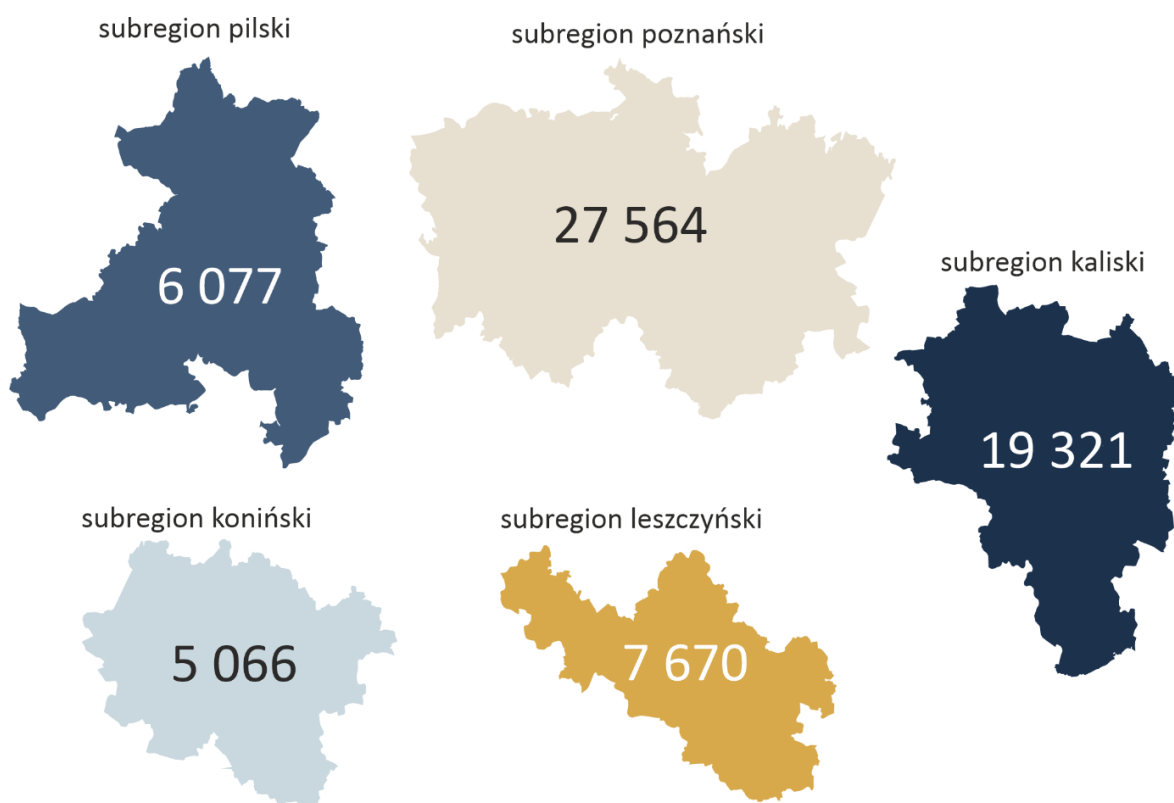 subregion pilski
subregion poznański
6 077
27 564
subregion kaliski
19 321
subregion koniński
subregion leszczyński
5 066
7 670